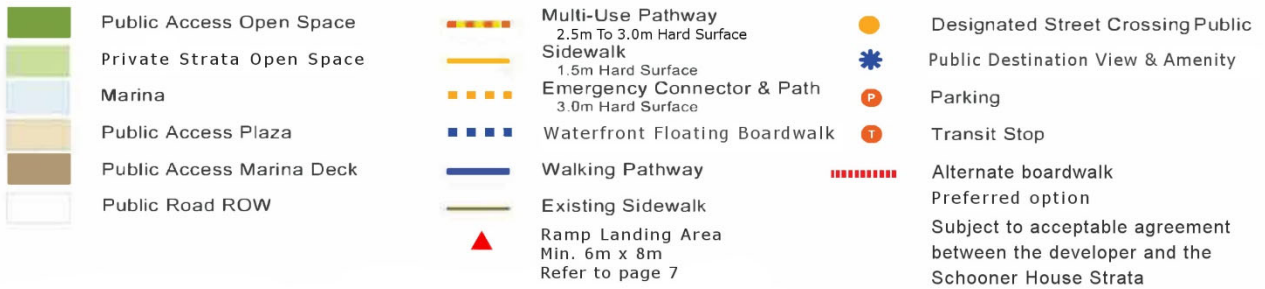 Public Access Open Space
Private Strata Open Space
Marina
Public Access Plaza
Public Access Marina Deck
Public Road ROW
Multi-Use Pathway
2.5m To 3.0m Hard Surface
Sidewalk
1.5m Hard Surface
Emergency Connector & Path
3.0m Hard Surface
Waterfront Floating Boardwalk
Walking Pathway
Existing Sidewalk
Ramp Landing Area
Min. 6m x 8m
Refer to page 7
Designated Street Crossing Public
Public Destination View & Amenity
P Parking
T Transit Stop
Alternate boardwalk
Preferred option
Subject to acceptable agreement
between the developer and the
Schooner House Strata